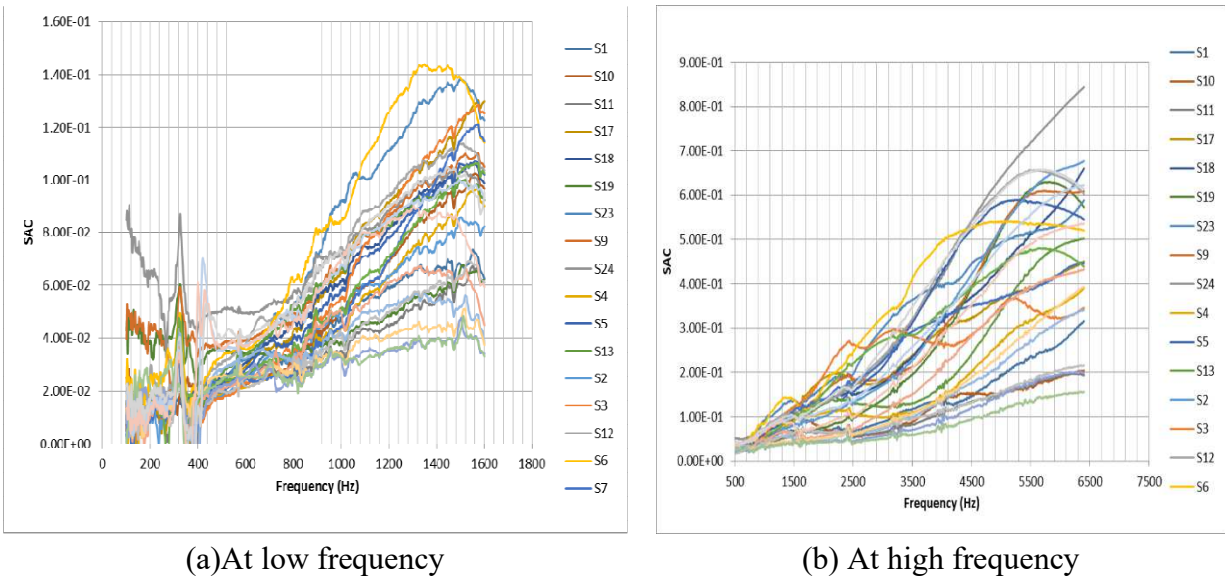 1.60E-01
1.40E-01
1.20E-01
1.00E-01
8.00E-02
6.00E-02
4.00E-02
2.00E-02
0.00E+00
SAC
0 200 400 600 800 1000 1200 1400 1600 1800
Frequency (Hz)
S1
S10
S11
S17
S18
S19
S23
S9
S24
S4
S5
S13
S2
S3
S12
S6
S7
(a)At low frequency
9.00E-01
8.00E-01
7.00E-01
6.00E-01
5.00E-01
4.00E-01
3.00E-01
2.00E-01
1.00E-01
0.00E+00
SAC
500 1500 2500 3500 4500 5500 6500 7500
Frequency (Hz)
S1
S10
S11
S17
S18
S19
S23
S9
S24
S4
S5
S13
S2
S3
S12
S6
(b) At high frequency